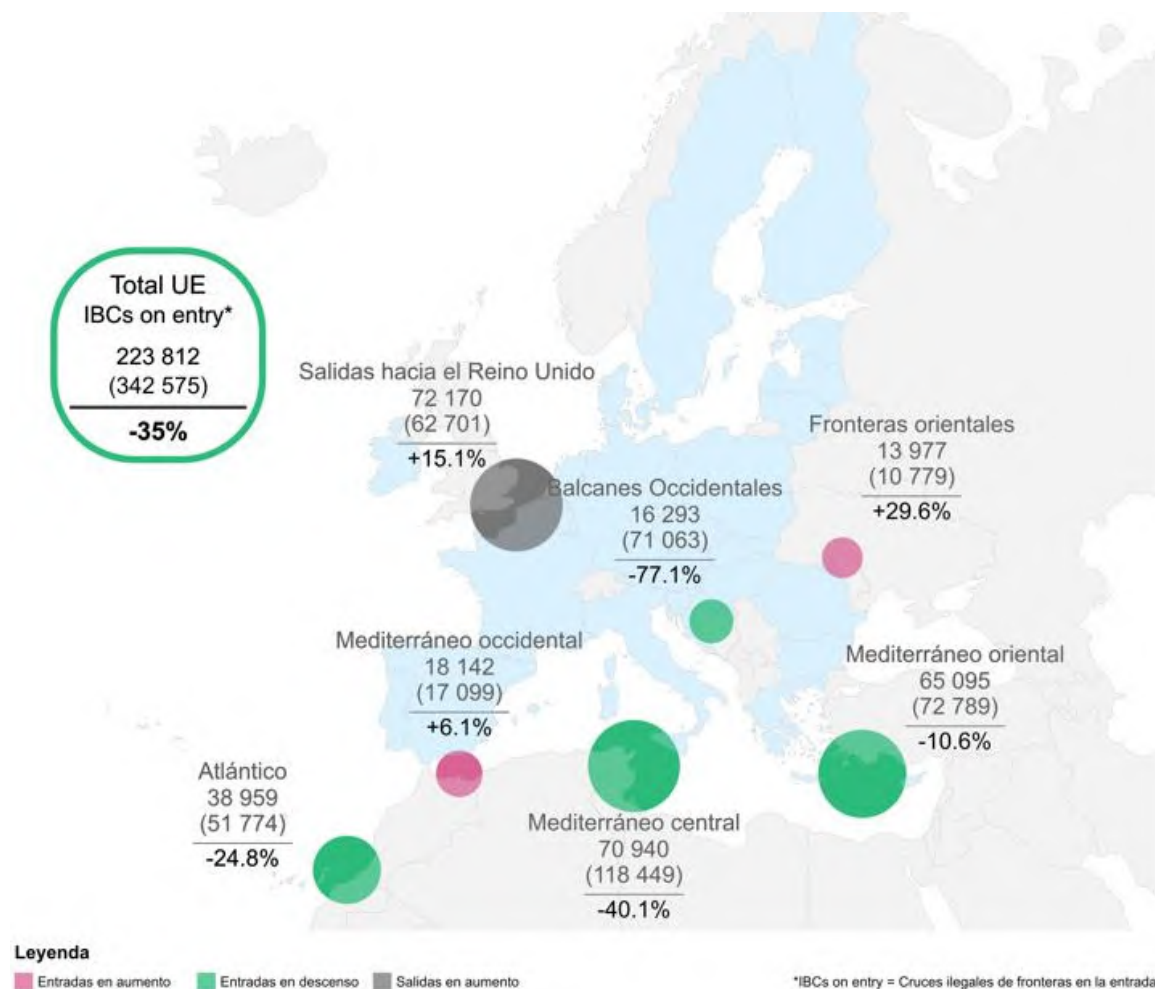 Total UE
IBCs on entry*
223 812
(342 575)
-35%
Salidas hacia el Reino Unido
72 170
(62 701)
+15.1%
Fronteras orientales
13 977
(10 779)
+29.6%
Balcanes Occidentales
16 293
(71 063)
-77.1%
Mediterráneo occidental
18 142
(17 099)
+6.1%
Mediterráneo oriental
65 095
(72 789)
-10.6%
Atlántico
38 959
(51 774)
-24.8%
Mediterráneo central
70 940
(118 449)
-40.1%
Leyenda
Entradas en aumento
Entradas en descenso
Salidas en aumento
*IBCs on entry = Cruces ilegales de fronteras en la entrada